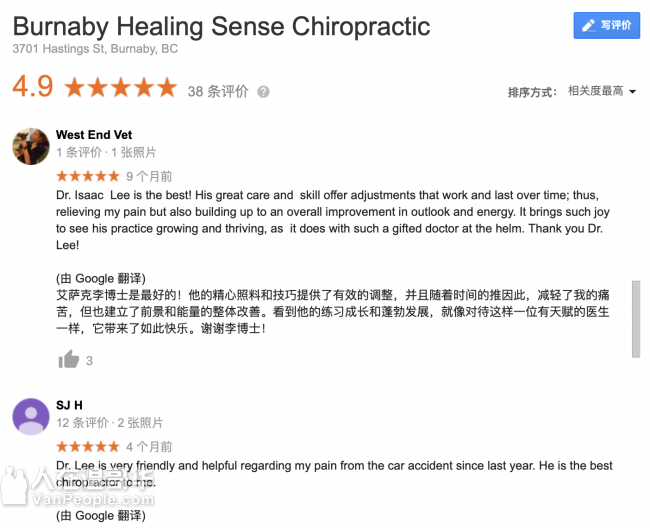 Burnaby Healing Sense Chiropractic
写评价
3701 Hastings St, Burnaby, BC
4.9
38 条评价
?
排序方式：
相关度最高
West End Vet
1 条评价 · 1 张照片
9 个月前
Dr. Isaac Lee is the best! His great care and skill offer adjustments that work and last over time; thus,
relieving my pain but also building up to an overall improvement in outlook and energy. It brings such joy
to see his practice growing and thriving, as it does with such a gifted doctor at the helm. Thank you Dr.
Lee!
(由 Google 翻译)
艾萨克李博士是最好的！他的精心照料和技巧提供了有效的调整，并且随着时间的推因此，减轻了我的痛
苦，但也建立了前景和能量的整体改善。看到他的练习成长和蓬勃发展，就像对待这样一位有天赋的医生
一样，它带来了如此快乐。谢谢李博士！
3
SJ H
12 条评价 · 2 张照片
4 个月前
Dr. Lee is very friendly and helpful regarding my pain from the car accident since last year. He is the best
chiropractor to me.
(由 Google 翻译)
人在温哥华
VanPeople.com